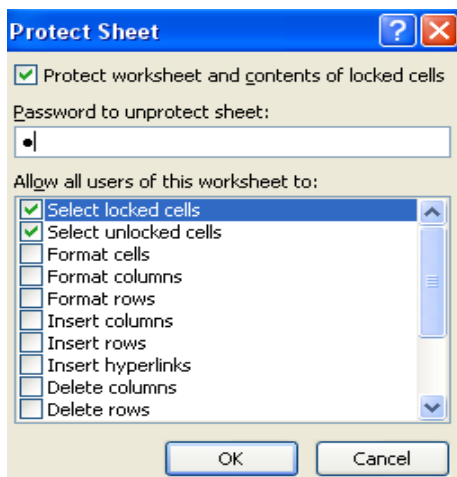 Protect Sheet
Protect worksheet and contents of locked cells
Password to unprotect sheet:
●
Allow all users of this worksheet to:
Select locked cells
Select unlocked cells
Format cells
Format columns
Format rows
Insert columns
Insert rows
Insert hyperlinks
Delete columns
Delete rows
OK Cancel